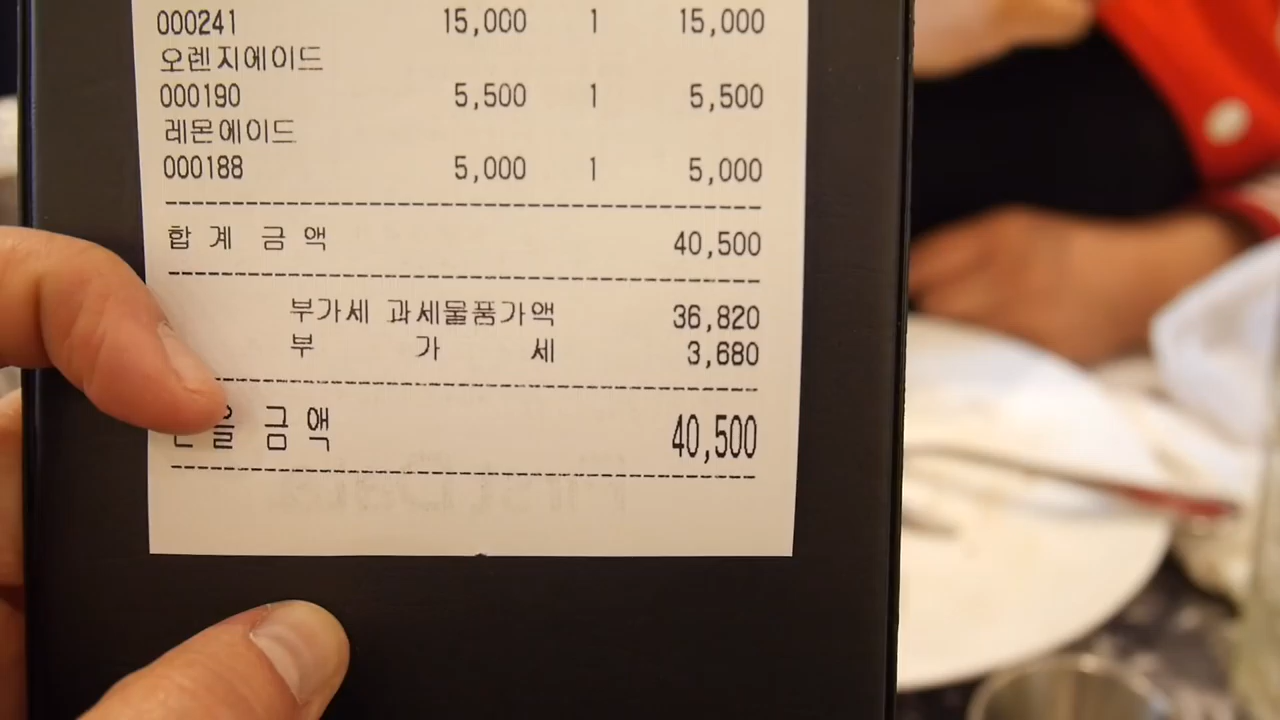 000241 15,000 1 15,000
오렌지에이드
000190 5,500 1 5,500
레몬에이드
000188 5,000 1 5,000
합 계 금 액 40,500
부가세 과세물품가액 36,820
부 가 세 3,680
금 액 40,500